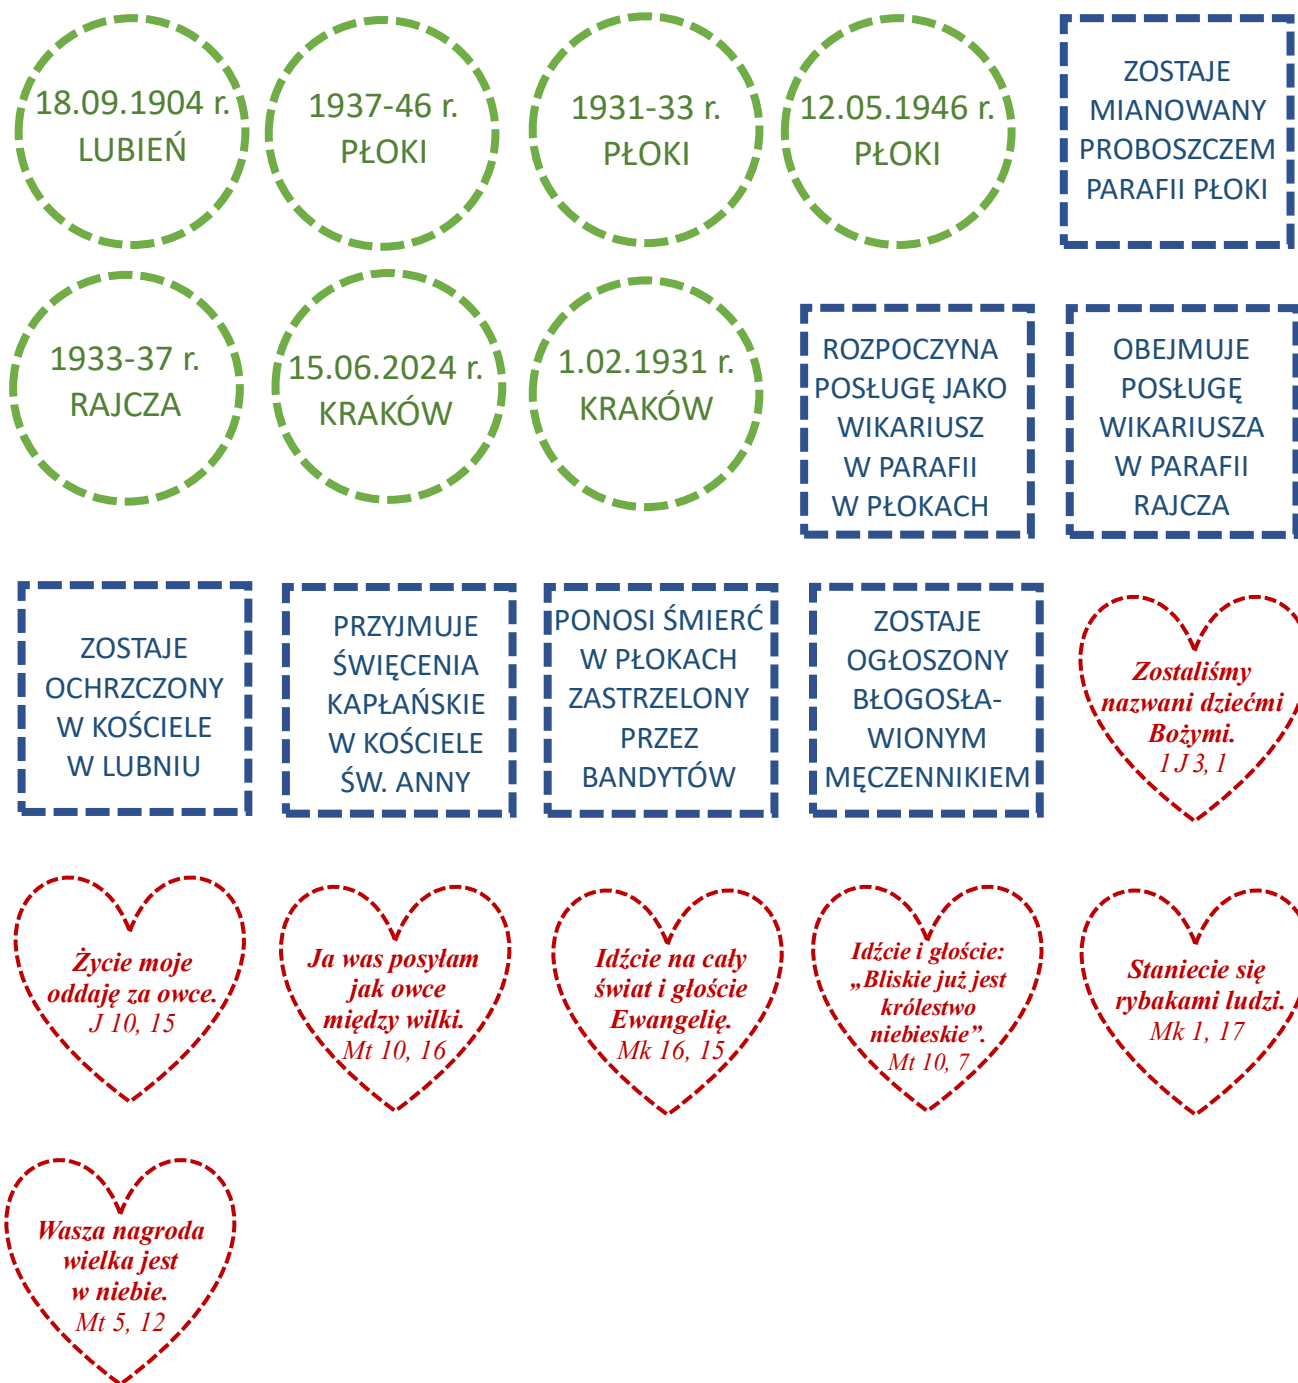 18.09.1904 r.
LUBIEŃ
1937-46 r.
PŁOKI
1931-33 r.
PŁOKI
12.05.1946 r.
PŁOKI
ZOSTAJE
MIANOWANY
PROBOSZCZEM
PARAFII PŁOKI
1933-37 r.
RAJCZA
15.06.2024 r.
KRAKÓW
1.02.1931 r.
KRAKÓW
ROZPOCZYNA
POSŁUGĘ JAKO
WIKARIUSZ
W PARAFII
W PŁOKACH
OBEJMUJE
POSŁUGĘ
WIKARIUSZA
W PARAFII
RAJCZA
ZOSTAJE
OCHRZCZONY
W KOŚCIELE
W LUBNIU
PRZYJMUJE
ŚWIĘCENIA
KAPŁAŃSKIE
W KOŚCIELE
ŚW. ANNY
PONOSI ŚMIERĆ
W PŁOKACH
ZASTRZELONY
PRZEZ
BANDYTÓW
ZOSTAJE
OGŁOSZONY
BŁOGOSŁA-
WIONYM
MĘCZENNIKIEM
Zostaliśmy
nazwani dziećmi
Bożymi.
1 J 3, 1
Życie moje
oddaję za owce.
J 10, 15
Ja was posyłam
jak owce
między wilki.
Mt 10, 16
Idźcie na cały
świat i głoście
Ewangelię.
Mk 16, 15
Idźcie i głoście:
„Bliskie już jest
królestwo
niebieskie”.
Mt 10, 7
Staniecie się
rybakami ludzi.
Mk 1, 17
Wasza nagroda
wielka jest
w niebie.
Mt 5, 12